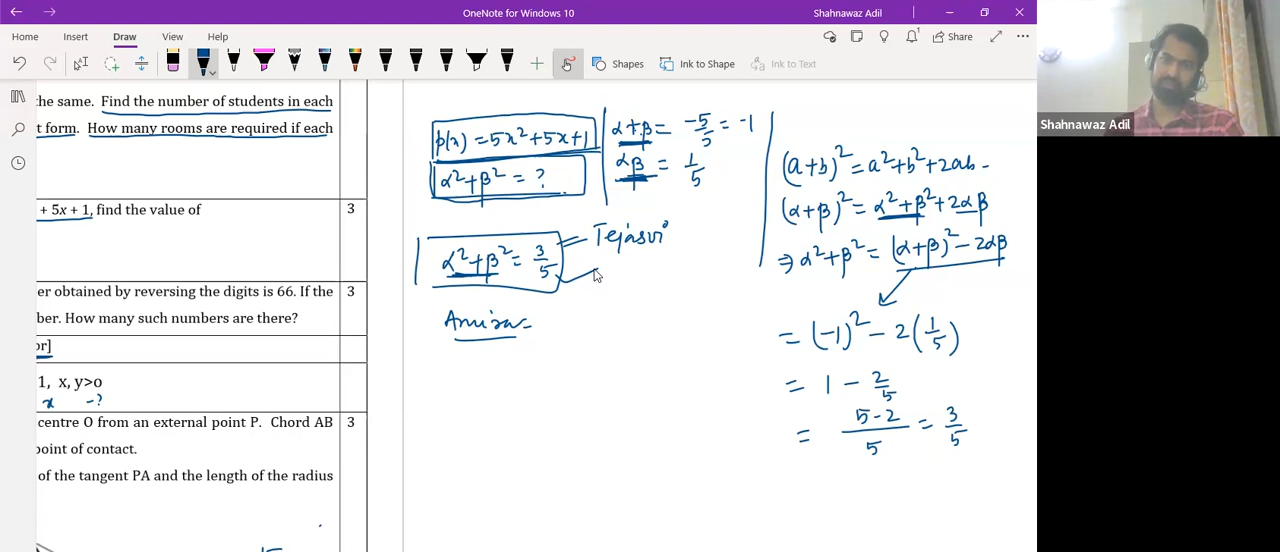 OneNote for Windows 10
Shahnawaz Adil
Home Insert Draw View Help
Share
Shapes
Ink to Shape
Ink to Text
the same. Find the number of students in each
t form. How many rooms are required if each
+ 5x + 1, find the value of
3
er obtained by reversing the digits is 66. If the
3
ber. How many such numbers are there?
or]
1, x, y>o
x -?
centre O from an external point P. Chord AB
3
point of contact.
of the tangent PA and the length of the radius
p(x) = 5x²+5x+1
α²+β² = ?
α+β = -5/5 = -1
αβ = 1/5
α²+β² = 3/5
Tejasvi
(a+b)² = a²+b²+2ab -
(α+β)² = α²+β²+2αβ
⇒ α²+β² = (α+β)² - 2αβ
= (-1)² - 2(1/5)
= 1 - 2/5
= 5-2/5 = 3/5
Shahnawaz Adil